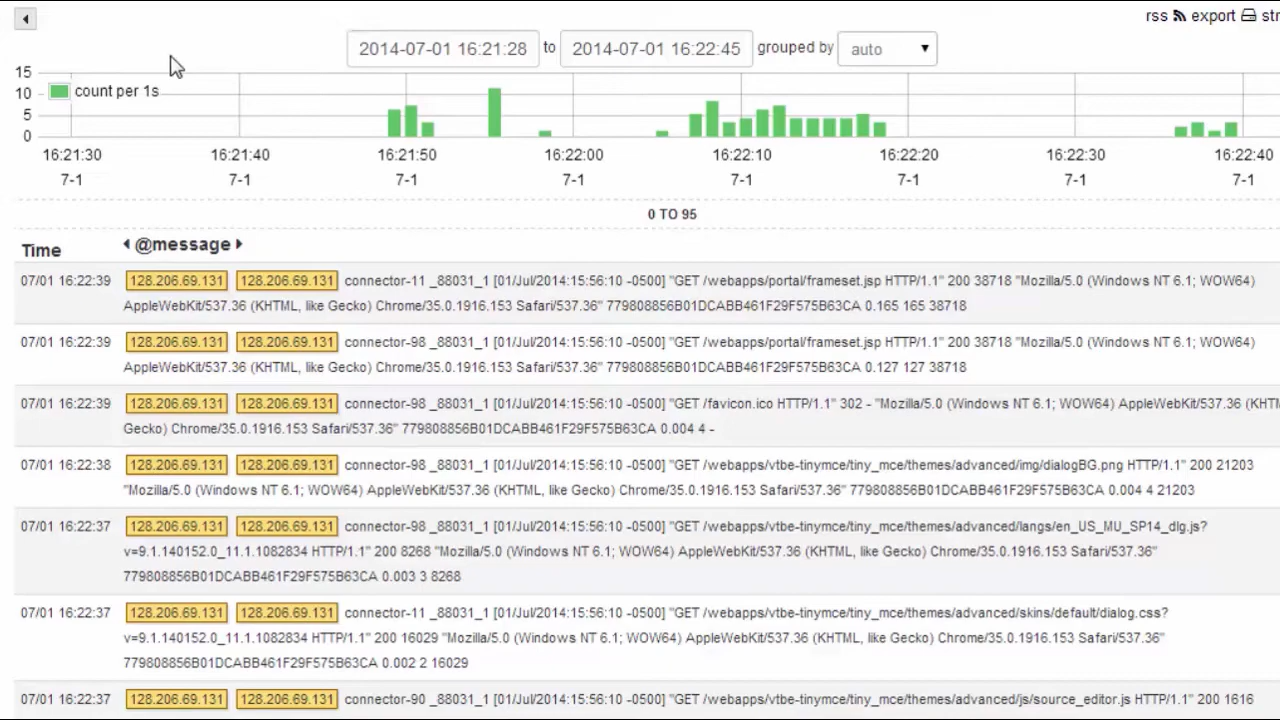 rss export str
2014-07-01 16:21:28 to 2014-07-01 16:22:45 grouped by auto
15
10
5
0
count per 1s
16:21:30 16:21:40 16:21:50 16:22:00 16:22:10 16:22:20 16:22:30 16:22:40
7-1 7-1 7-1 7-1 7-1 7-1 7-1 7-1
0 TO 95
Time @message
07/01 16:22:39 128.206.69.131 128.206.69.131 connector-11 _88031_1 [01/Jul/2014:15:56:10 -0500] "GET /webapps/portal/frameset.jsp HTTP/1.1" 200 38718 "Mozilla/5.0 (Windows NT 6.1; WOW64)
AppleWebKit/537.36 (KHTML, like Gecko) Chrome/35.0.1916.153 Safari/537.36" 779808856B01DCABB461F29F575B63CA 0.165 165 38718
07/01 16:22:39 128.206.69.131 128.206.69.131 connector-98 _88031_1 [01/Jul/2014:15:56:10 -0500] "GET /webapps/portal/frameset.jsp HTTP/1.1" 200 38718 "Mozilla/5.0 (Windows NT 6.1; WOW64)
AppleWebKit/537.36 (KHTML, like Gecko) Chrome/35.0.1916.153 Safari/537.36" 779808856B01DCABB461F29F575B63CA 0.127 127 38718
07/01 16:22:39 128.206.69.131 128.206.69.131 connector-98 _88031_1 [01/Jul/2014:15:56:10 -0500] "GET /favicon.ico HTTP/1.1" 302 - "Mozilla/5.0 (Windows NT 6.1; WOW64) AppleWebKit/537.36 (KHT
Gecko) Chrome/35.0.1916.153 Safari/537.36" 779808856B01DCABB461F29F575B63CA 0.004 4 -
07/01 16:22:38 128.206.69.131 128.206.69.131 connector-98 _88031_1 [01/Jul/2014:15:56:10 -0500] "GET /webapps/vtbe-tinymce/tiny_mce/themes/advanced/img/dialogBG.png HTTP/1.1" 200 21203
"Mozilla/5.0 (Windows NT 6.1; WOW64) AppleWebKit/537.36 (KHTML, like Gecko) Chrome/35.0.1916.153 Safari/537.36" 779808856B01DCABB461F29F575B63CA 0.004 4 21203
07/01 16:22:37 128.206.69.131 128.206.69.131 connector-98 _88031_1 [01/Jul/2014:15:56:10 -0500] "GET /webapps/vtbe-tinymce/tiny_mce/themes/advanced/langs/en_US_MU_SP14_dlg.js?
v=9.1.140152.0_11.1.1082834 HTTP/1.1" 200 8268 "Mozilla/5.0 (Windows NT 6.1; WOW64) AppleWebKit/537.36 (KHTML, like Gecko) Chrome/35.0.1916.153 Safari/537.36"
779808856B01DCABB461F29F575B63CA 0.003 3 8268
07/01 16:22:37 128.206.69.131 128.206.69.131 connector-11 _88031_1 [01/Jul/2014:15:56:10 -0500] "GET /webapps/vtbe-tinymce/tiny_mce/themes/advanced/skins/default/dialog.css?
v=9.1.140152.0_11.1.1082834 HTTP/1.1" 200 16029 "Mozilla/5.0 (Windows NT 6.1; WOW64) AppleWebKit/537.36 (KHTML, like Gecko) Chrome/35.0.1916.153 Safari/537.36"
779808856B01DCABB461F29F575B63CA 0.002 2 16029
07/01 16:22:37 128.206.69.131 128.206.69.131 connector-90 _88031_1 [01/Jul/2014:15:56:10 -0500] "GET /webapps/vtbe-tinymce/tiny_mce/themes/advanced/js/source_editor.js HTTP/1.1" 200 1616